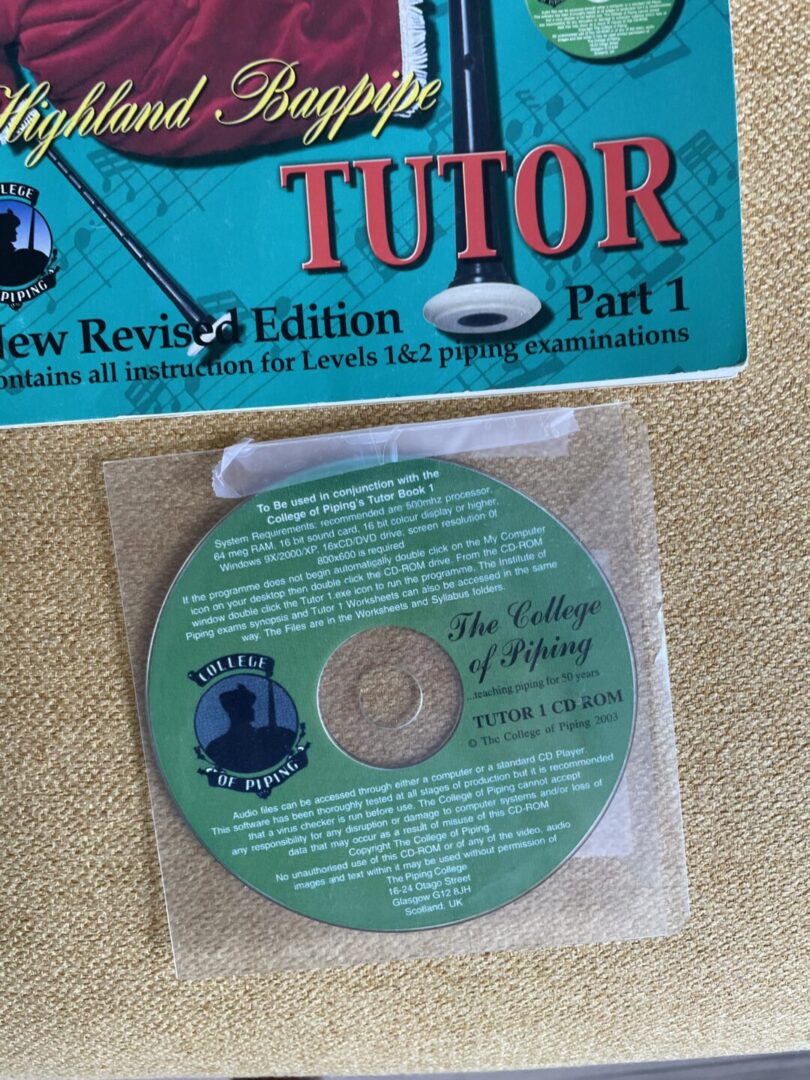 Highland Bagpipe
TUTOR
OF PIPING
New Revised Edition
Part 1
contains all instruction for Levels 1&2 piping examinations
To Be used in conjunction with the
College of Piping's Tutor Book 1
System Requirements: recommended are 500mhz processor,
64 meg RAM, 16 bit sound card, 16 bit colour display or higher,
Windows 9X/2000/XP, 16xCD/DVD drive; screen resolution of
800x600 is required
If the programme does not begin automatically double click on the My Computer
icon on your desktop then double click the CD-ROM drive. From the CD-ROM
window double click the Tutor 1.exe icon to run the programme. The Institute of
Piping exams synopsis and Tutor 1 Worksheets can also be accessed in the same
way. The Files are in the Worksheets and Syllabus folders.
The College
of Piping
...teaching piping for 50 years
TUTOR 1 CD ROM
© The College of Piping 2003
COLLEGE
OF PIPING
Audio files can be accessed through either a computer or a standard CD Player.
This software has been thoroughly tested at all stages of production but it is recommended
that a virus checker is run before use. The College of Piping cannot accept
any responsibility for any disruption or damage to computer systems and/or loss of
data that may occur as a result of misuse of this CD-ROM
Copyright The College of Piping.
No unauthorised use of this CD-ROM or of any of the video, audio
images and text within it may be used without permission of
The Piping College
16-24 Otago Street
Glasgow G12 8JH
Scotland, UK